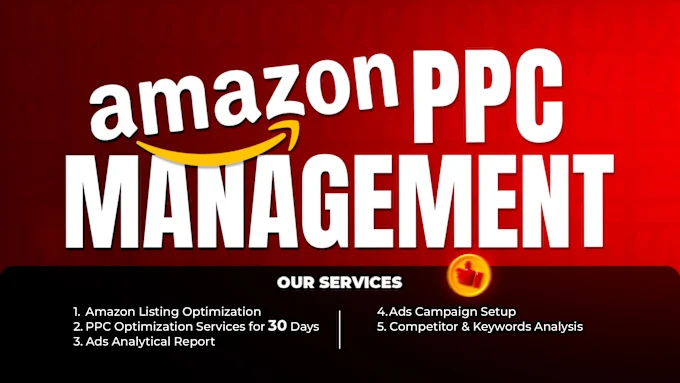 amazon PPC
MANAGEMENT
OUR SERVICES
1. Amazon Listing Optimization
2. PPC Optimization Services for 30 Days
3. Ads Analytical Report
4.Ads Campaign Setup
5. Competitor & Keywords Analysis